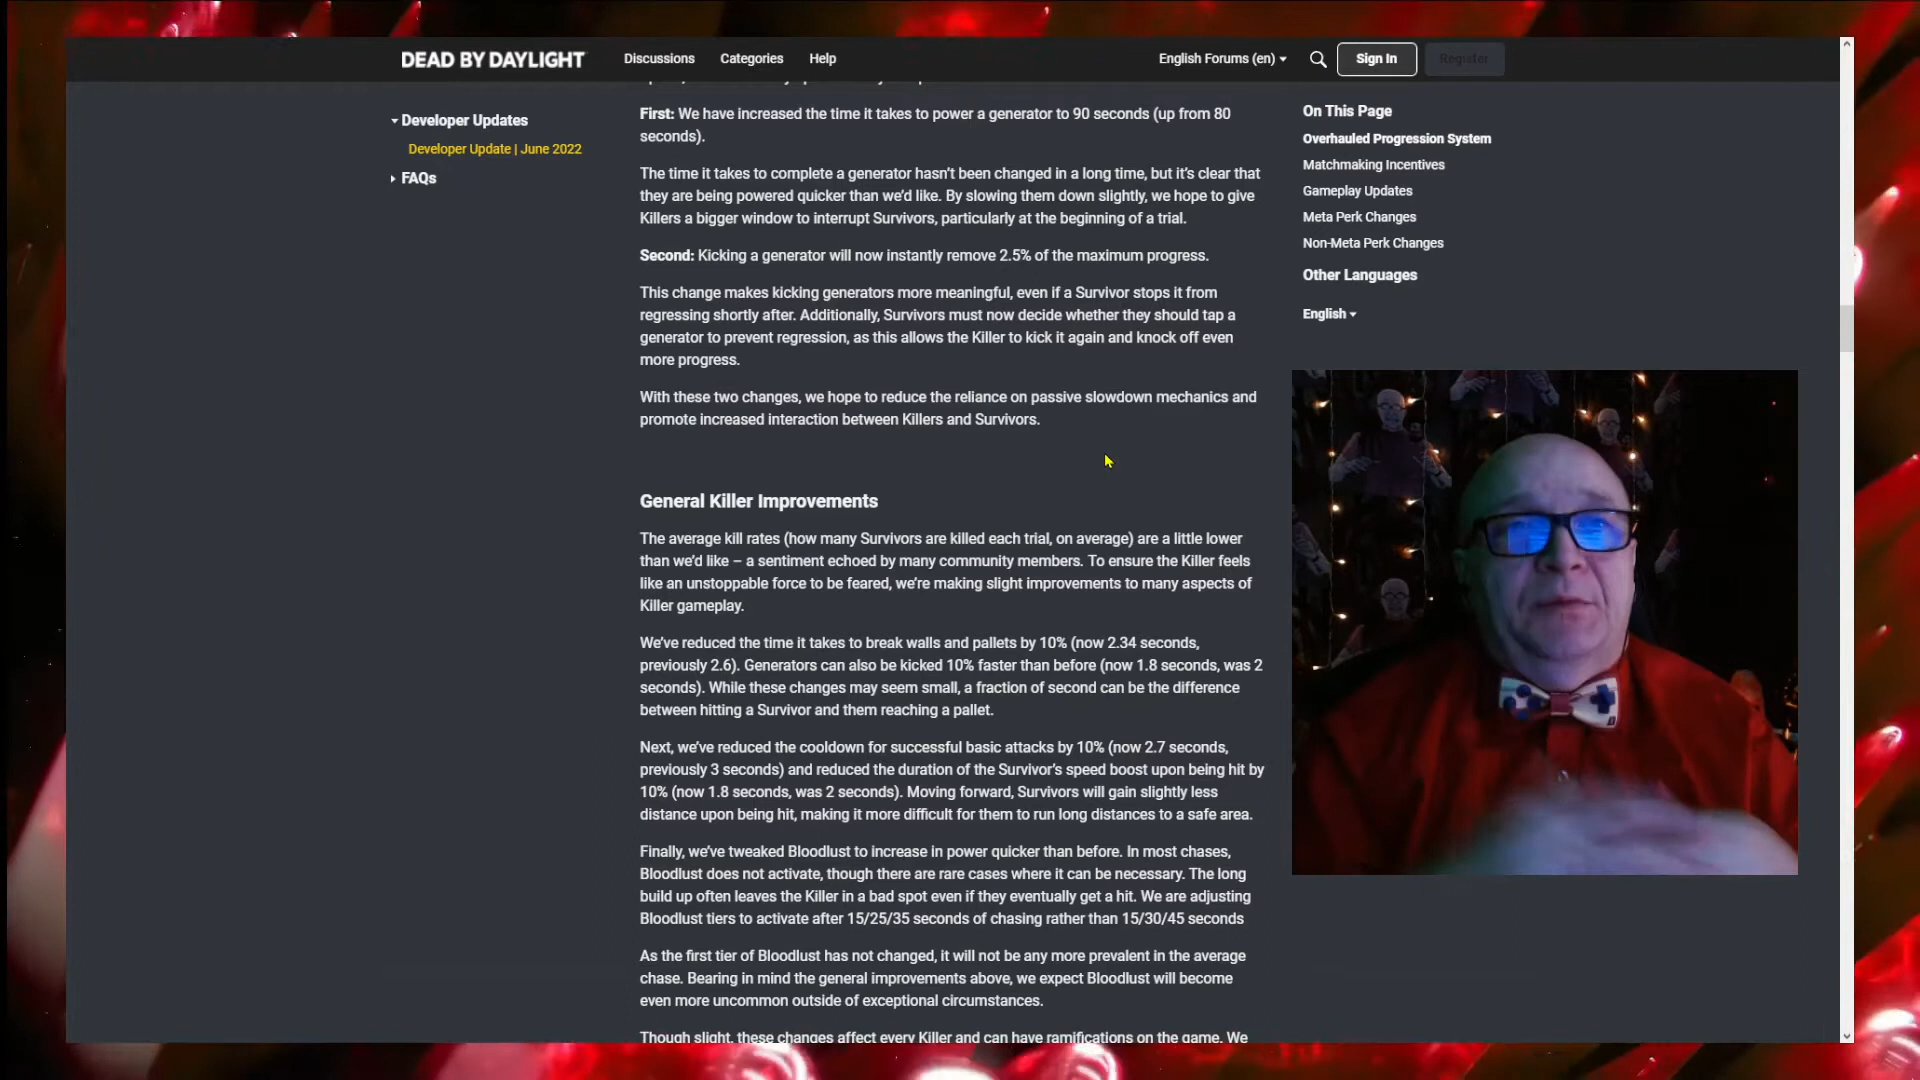 DEAD BY DAYLIGHT
Discussions
Categories
Help
English Forums (en)
Sign In
Register
Developer Updates
Developer Update | June 2022
FAQs
First: We have increased the time it takes to power a generator to 90 seconds (up from 80
seconds).
The time it takes to complete a generator hasn't been changed in a long time, but it's clear that
they are being powered quicker than we'd like. By slowing them down slightly, we hope to give
Killers a bigger window to interrupt Survivors, particularly at the beginning of a trial.
Second: Kicking a generator will now instantly remove 2.5% of the maximum progress.
This change makes kicking generators more meaningful, even if a Survivor stops it from
regressing shortly after. Additionally, Survivors must now decide whether they should tap a
generator to prevent regression, as this allows the Killer to kick it again and knock off even
more progress.
With these two changes, we hope to reduce the reliance on passive slowdown mechanics and
promote increased interaction between Killers and Survivors.
General Killer Improvements
The average kill rates (how many Survivors are killed each trial, on average) are a little lower
than we'd like – a sentiment echoed by many community members. To ensure the Killer feels
like an unstoppable force to be feared, we're making slight improvements to many aspects of
Killer gameplay.
We've reduced the time it takes to break walls and pallets by 10% (now 2.34 seconds,
previously 2.6). Generators can also be kicked 10% faster than before (now 1.8 seconds, was 2
seconds). While these changes may seem small, a fraction of second can be the difference
between hitting a Survivor and them reaching a pallet.
Next, we've reduced the cooldown for successful basic attacks by 10% (now 2.7 seconds,
previously 3 seconds) and reduced the duration of the Survivor's speed boost upon being hit by
10% (now 1.8 seconds, was 2 seconds). Moving forward, Survivors will gain slightly less
distance upon being hit, making it more difficult for them to run long distances to a safe area.
Finally, we've tweaked Bloodlust to increase in power quicker than before. In most chases,
Bloodlust does not activate, though there are rare cases where it can be necessary. The long
build up often leaves the Killer in a bad spot even if they eventually get a hit. We are adjusting
Bloodlust tiers to activate after 15/25/35 seconds of chasing rather than 15/30/45 seconds
As the first tier of Bloodlust has not changed, it will not be any more prevalent in the average
chase. Bearing in mind the general improvements above, we expect Bloodlust will become
even more uncommon outside of exceptional circumstances.
Though slight, these changes affect every Killer and can have ramifications on the game. We
On This Page
Overhauled Progression System
Matchmaking Incentives
Gameplay Updates
Meta Perk Changes
Non-Meta Perk Changes
Other Languages
English